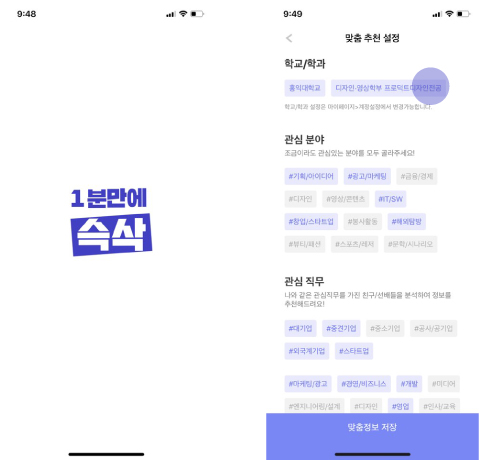 9:48
1분만에
슥삭
9:49
맞춤 추천 설정
학교/학과
홍익대학교
디자인·영상학부 프로덕트디자인전공
학교/학과 설정은 마이페이지>계정설정에서 변경가능합니다.
관심 분야
조금이라도 관심있는 분야를 모두 골라주세요!
#기획/아이디어 #광고/마케팅 #금융/경제
#디자인 #영상/콘텐츠 #IT/SW
#창업/스타트업 #봉사활동 #해외탐방
#뷰티/패션 #스포츠/레저 #문학/시나리오
관심 직무
나와 같은 관심직무를 가진 친구/선배들을 분석하여 정보를
추천해드려요!
#대기업 #중견기업 #중소기업 #공사/공기업
#외국계기업 #스타트업
#마케팅/광고 #경영/비즈니스 #개발 #미디어
#엔지니어링/설계 #디자인 #영업 #인사/교육
맞춤정보 저장